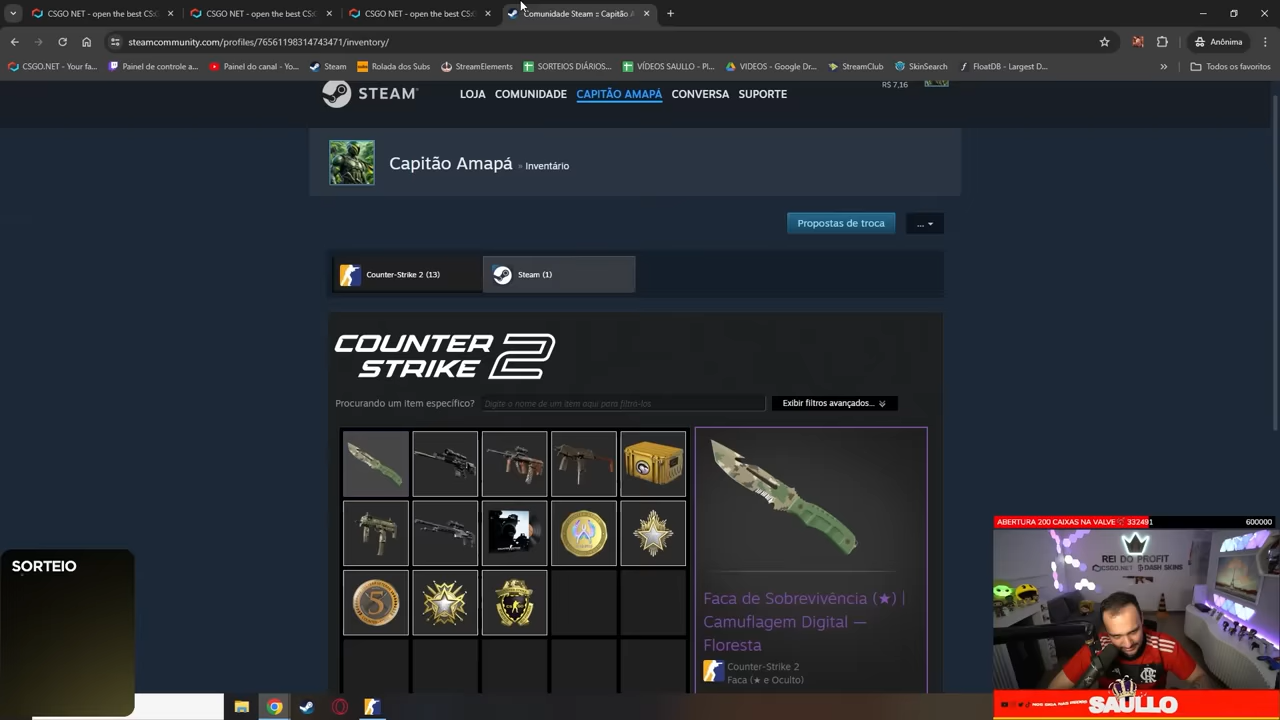 CSGO NET - open the best CS:
CSGO NET - open the best CS:
CSGO NET - open the best CS:
Comunidade Steam :: Capitão A
steamcommunity.com/profiles/76561198314743471/inventory/
Anônima
CSGO.NET - Your fa...
Painel de controle a...
Painel do canal - Yo...
Steam
Rolada dos Subs
StreamElements
SORTEIOS DIÁRIOS...
VÍDEOS SAULLO - Pl...
VIDEOS - Google Dr...
StreamClub
SkinSearch
FloatDB - Largest D...
Todos os favoritos
STEAM
LOJA
COMUNIDADE
CAPITÃO AMAPÁ
CONVERSA
SUPORTE
R$ 7,16
Capitão Amapá » Inventário
Propostas de troca
...
Counter-Strike 2 (13)
Steam (1)
COUNTER
STRIKE 2
Procurando um item específico?
Digite o nome de um item aqui para filtrá-los
Exibir filtros avançados...
5
Faca de Sobrevivência (★) |
Camuflagem Digital —
Floresta
Counter-Strike 2
Faca (★ e Oculto)
SORTEIO
ABERTURA 200 CAIXAS NA VALVE
332491
600000
REI DO PROFIT
CSGO.NET
DASH SKINS
SAULLO